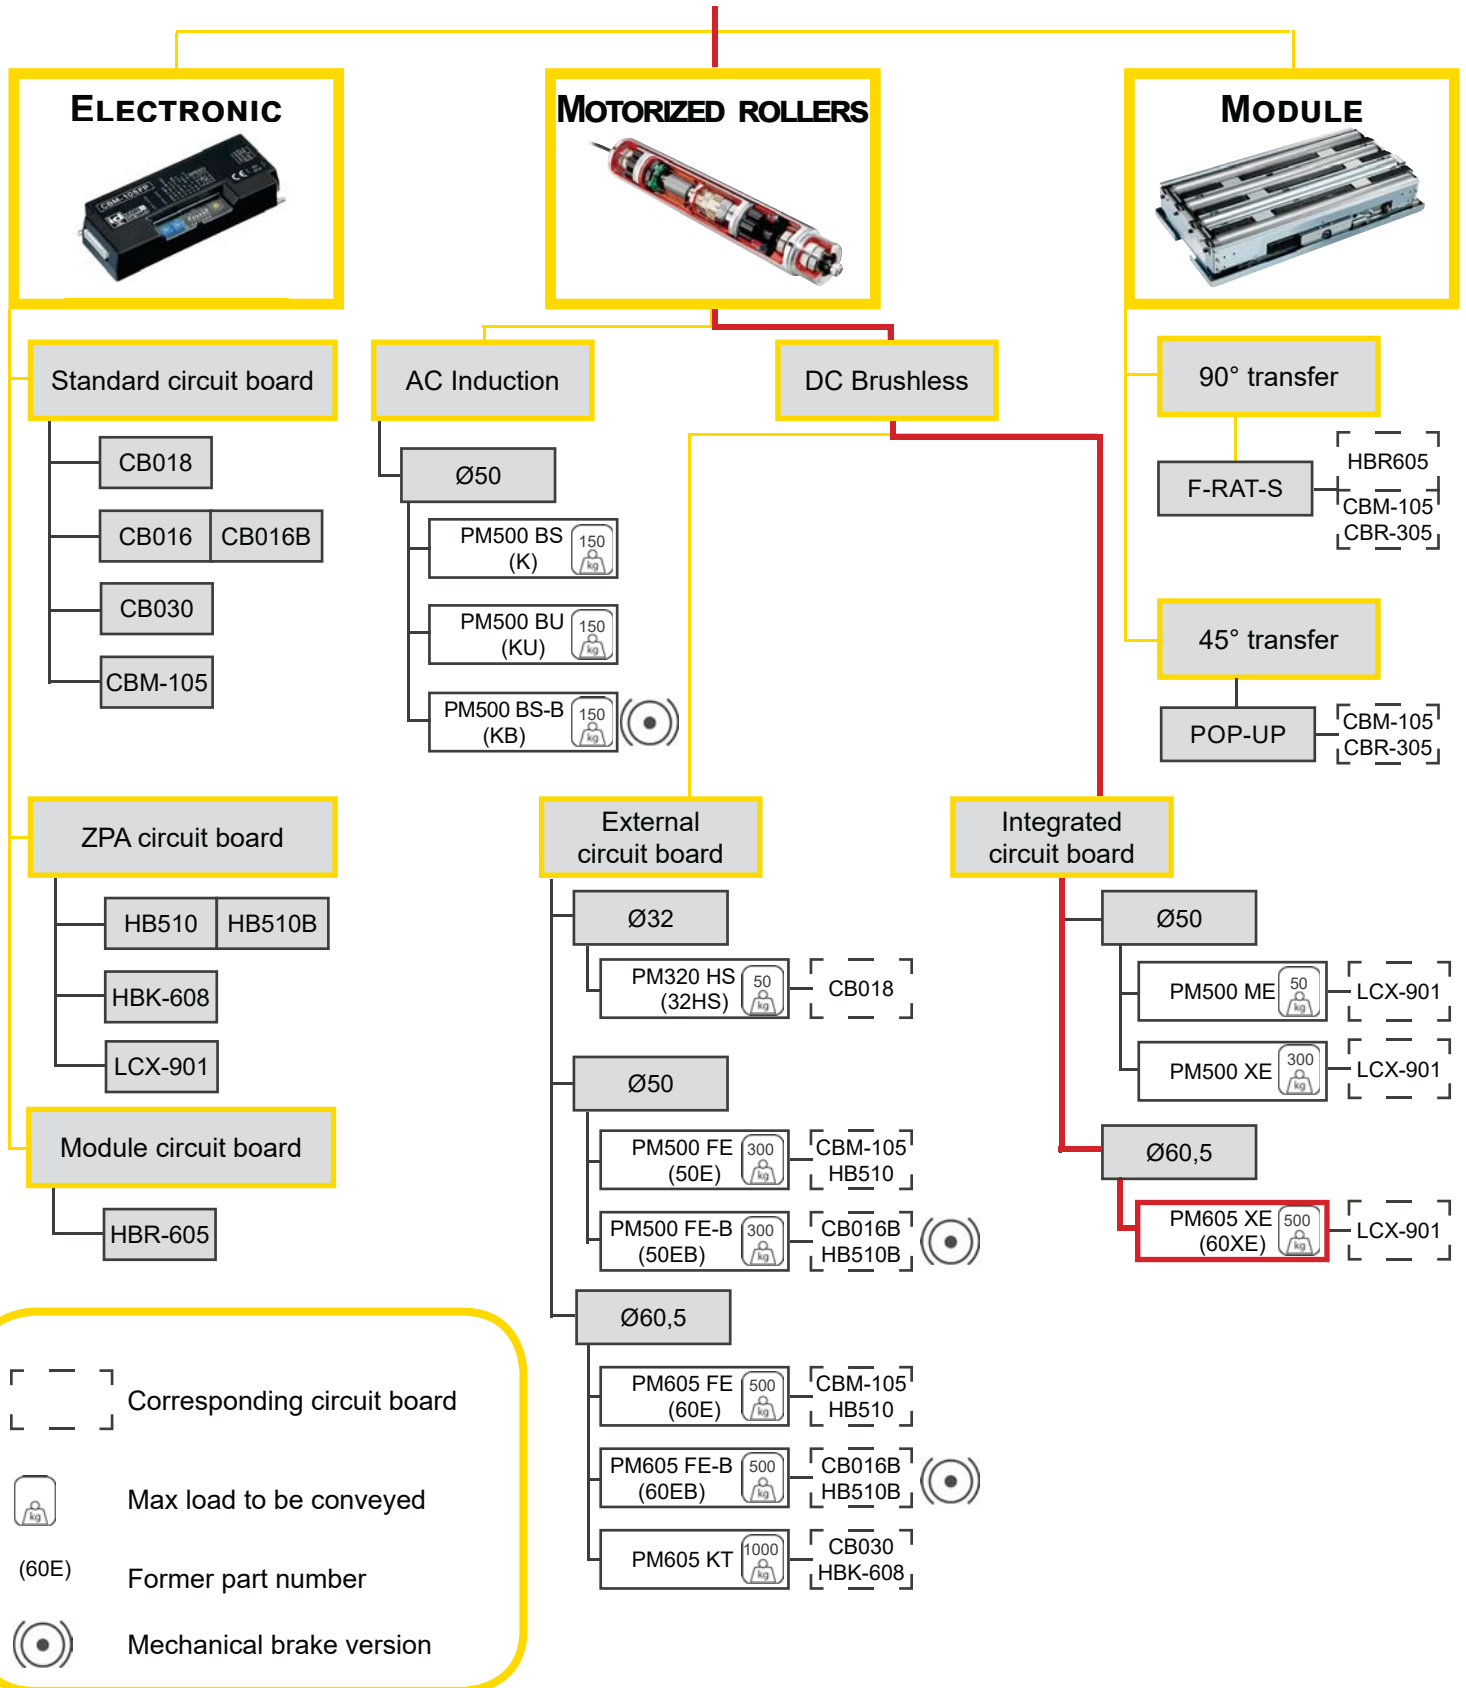 ELECTRONIC
CBM-105FP
CE
MOTORIZED ROLLERS
MODULE
Standard circuit board
CB018
CB016
CB016B
CB030
CBM-105
ZPA circuit board
HB510
HB510B
HBK-608
LCX-901
Module circuit board
HBR-605
AC Induction
Ø50
PM500 BS
(K)
150
kg
PM500 BU
(KU)
150
kg
PM500 BS-B
(KB)
150
kg
DC Brushless
External
circuit board
Ø32
PM320 HS
(32HS)
50
kg
CB018
Ø50
PM500 FE
(50E)
300
kg
CBM-105
HB510
PM500 FE-B
(50EB)
300
kg
CB016B
HB510B
Ø60,5
PM605 FE
(60E)
500
kg
CBM-105
HB510
PM605 FE-B
(60EB)
500
kg
CB016B
HB510B
PM605 KT
1000
kg
CB030
HBK-608
Integrated
circuit board
Ø50
PM500 ME
50
kg
LCX-901
PM500 XE
300
kg
LCX-901
Ø60,5
PM605 XE
(60XE)
500
kg
LCX-901
90° transfer
F-RAT-S
HBR605
CBM-105
CBR-305
45° transfer
POP-UP
CBM-105
CBR-305
Corresponding circuit board
kg
Max load to be conveyed
(60E)
Former part number
Mechanical brake version